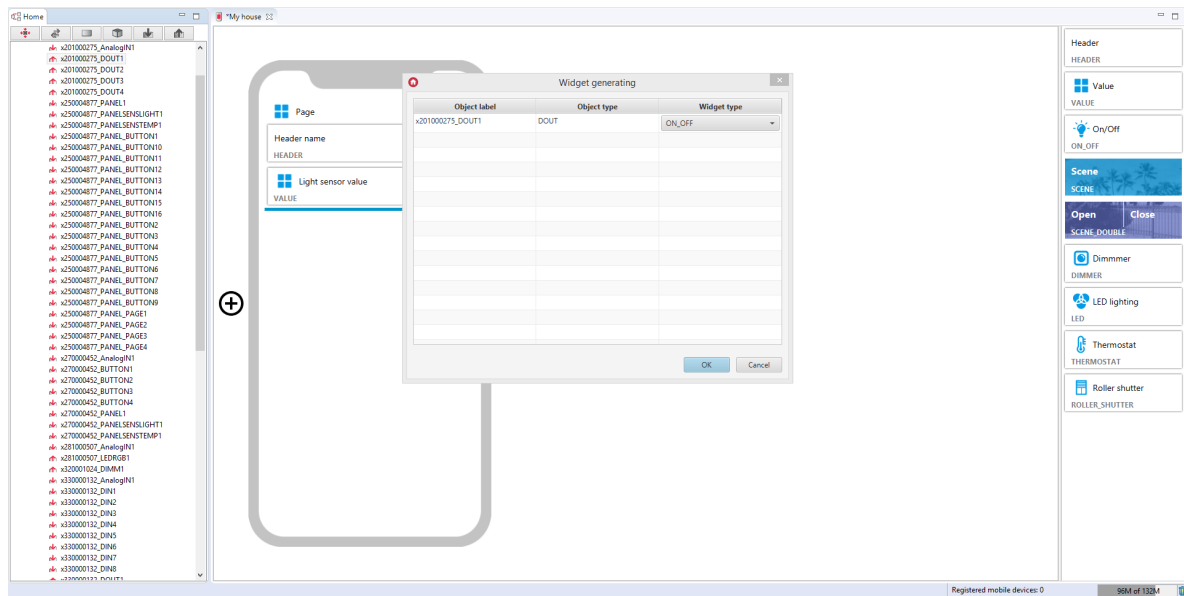 Home
*My house
x201000275_AnalogIN1
x201000275_DOUT1
x201000275_DOUT2
x201000275_DOUT3
x201000275_DOUT4
x250004877_PANEL1
x250004877_PANELSENSLIGHT1
x250004877_PANELSENSTEMP1
x250004877_PANEL_BUTTON1
x250004877_PANEL_BUTTON10
x250004877_PANEL_BUTTON11
x250004877_PANEL_BUTTON12
x250004877_PANEL_BUTTON13
x250004877_PANEL_BUTTON14
x250004877_PANEL_BUTTON15
x250004877_PANEL_BUTTON16
x250004877_PANEL_BUTTON2
x250004877_PANEL_BUTTON3
x250004877_PANEL_BUTTON4
x250004877_PANEL_BUTTON5
x250004877_PANEL_BUTTON6
x250004877_PANEL_BUTTON7
x250004877_PANEL_BUTTON8
x250004877_PANEL_BUTTON9
x250004877_PANEL_PAGE1
x250004877_PANEL_PAGE2
x250004877_PANEL_PAGE3
x250004877_PANEL_PAGE4
x270000452_AnalogIN1
x270000452_BUTTON1
x270000452_BUTTON2
x270000452_BUTTON3
x270000452_BUTTON4
x270000452_PANEL1
x270000452_PANELSENSLIGHT1
x270000452_PANELSENSTEMP1
x281000507_AnalogIN1
x281000507_LEDRGB1
x320001024_DIMM1
x330000132_AnalogIN1
x330000132_DIN1
x330000132_DIN2
x330000132_DIN3
x330000132_DIN4
x330000132_DIN5
x330000132_DIN6
x330000132_DIN7
x330000132_DIN8
x330000132_DOUT1
Page
Header name
HEADER
Light sensor value
VALUE
Widget generating
Object label Object type Widget type
x201000275_DOUT1 DOUT ON_OFF
OK Cancel
Header
HEADER
Value
VALUE
On/Off
ON_OFF
Scene
SCENE
Open Close
SCENE_DOUBLE
Dimmmer
DIMMER
LED lighting
LED
Thermostat
THERMOSTAT
Roller shutter
ROLLER_SHUTTER
Registered mobile devices: 0 96M of 132M